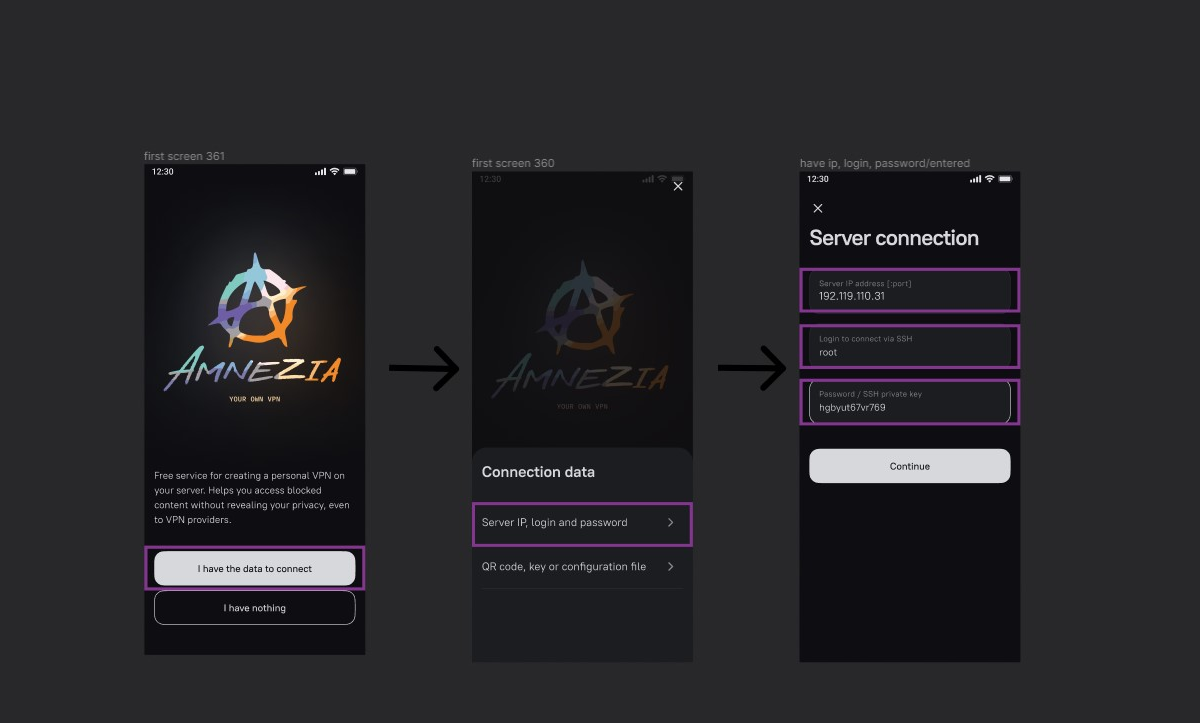 first screen 361
12:30
AMNEZIA
YOUR OWN VPN
Free service for creating a personal VPN on
your server. Helps you access blocked
content without revealing your privacy, even
to VPN providers.
I have the data to connect
I have nothing
first screen 360
12:30
AMNEZIA
YOUR OWN VPN
Connection data
Server IP, login and password
QR code, key or configuration file
have ip, login, password/entered
12:30
Server connection
Server IP address [:port]
192.119.110.31
Login to connect via SSH
root
Password / SSH private key
hgbyut67vr769
Continue